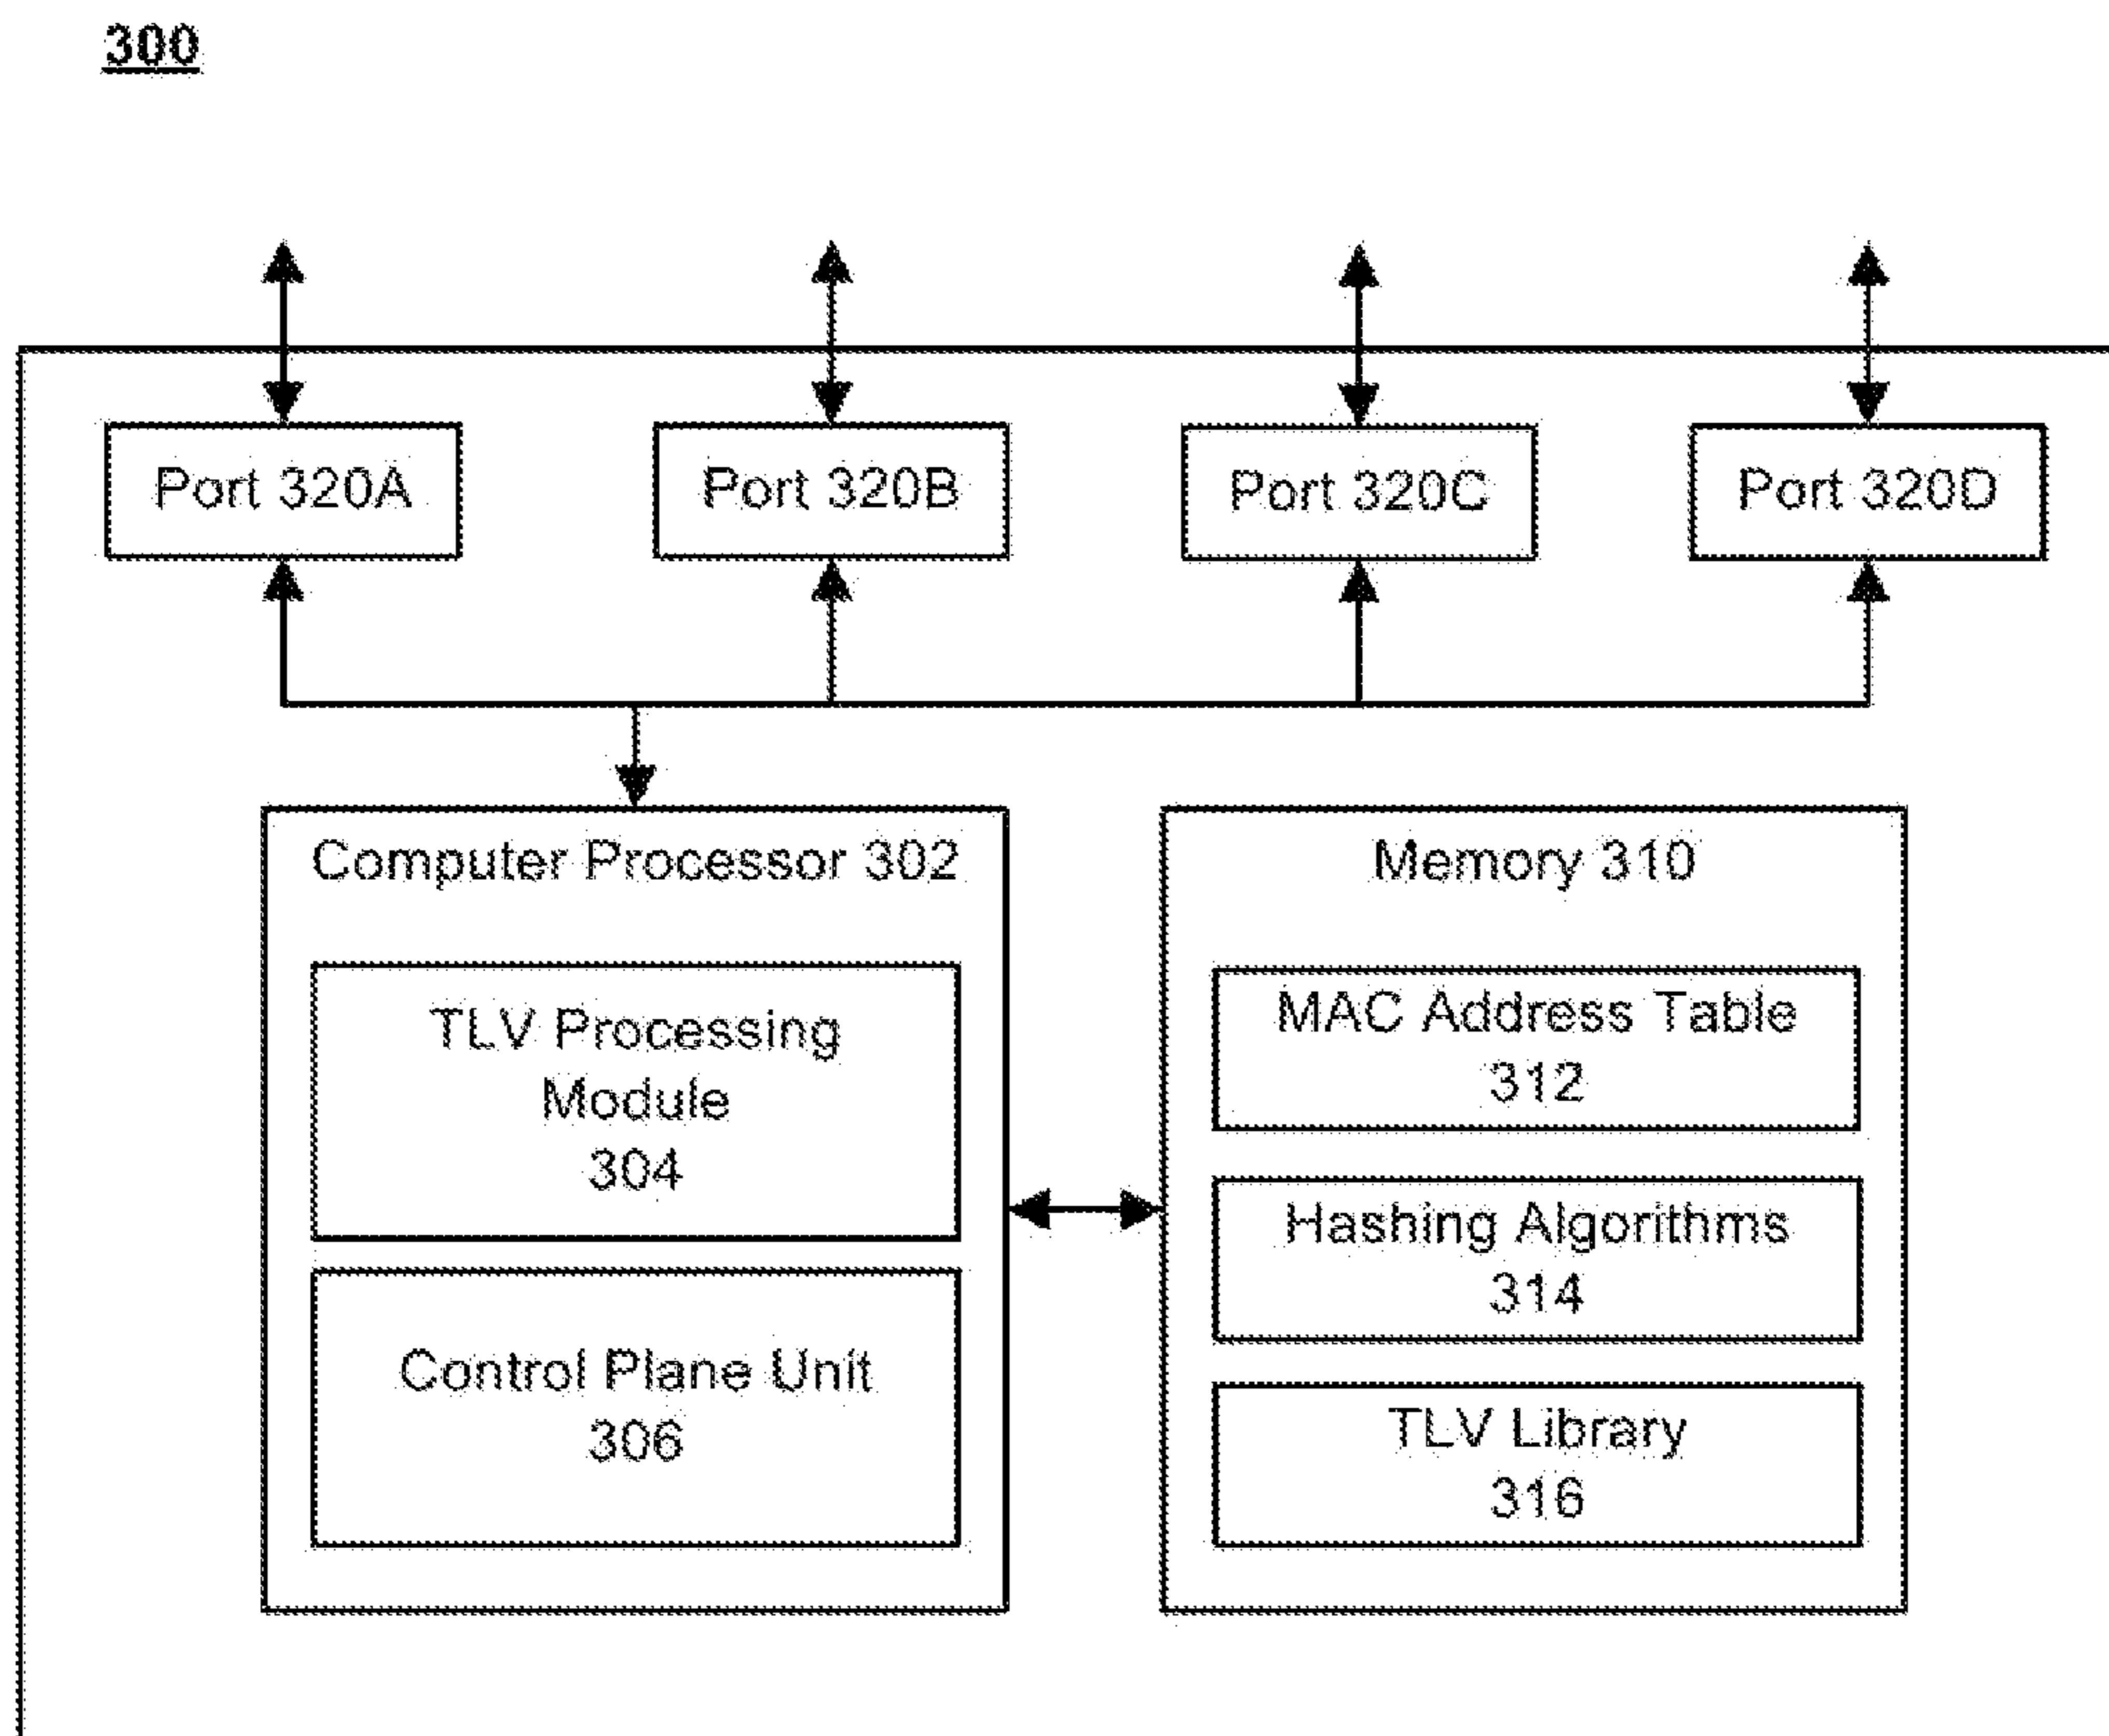 300
Port 320A
Port 320B
Port 320C
Port 320D
Computer Processor 302
TLV Processing
Module
304
Control Plane Unit
306
Memory 310
MAC Address Table
312
Hashing Algorithms
314
TLV Library
316